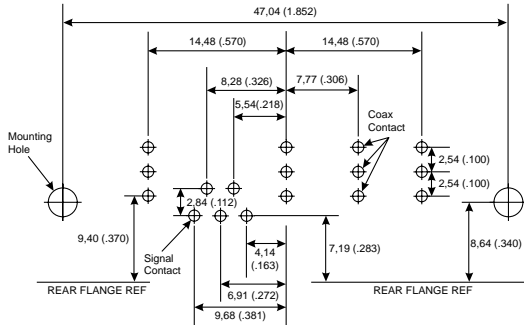 47,04 (1.852)
14,48 (.570)
14,48 (.570)
8,28 (.326)
7,77 (.306)
5,54(.218)
Coax
Contact
Mounting
Hole
2,54 (.100)
2,54 (.100)
2,84 (.112)
9,40 (.370)
Signal
Contact
4,14
(.163)
7,19 (.283)
8,64 (.340)
6,91 (.272)
REAR FLANGE REF
REAR FLANGE REF
9,68 (.381)